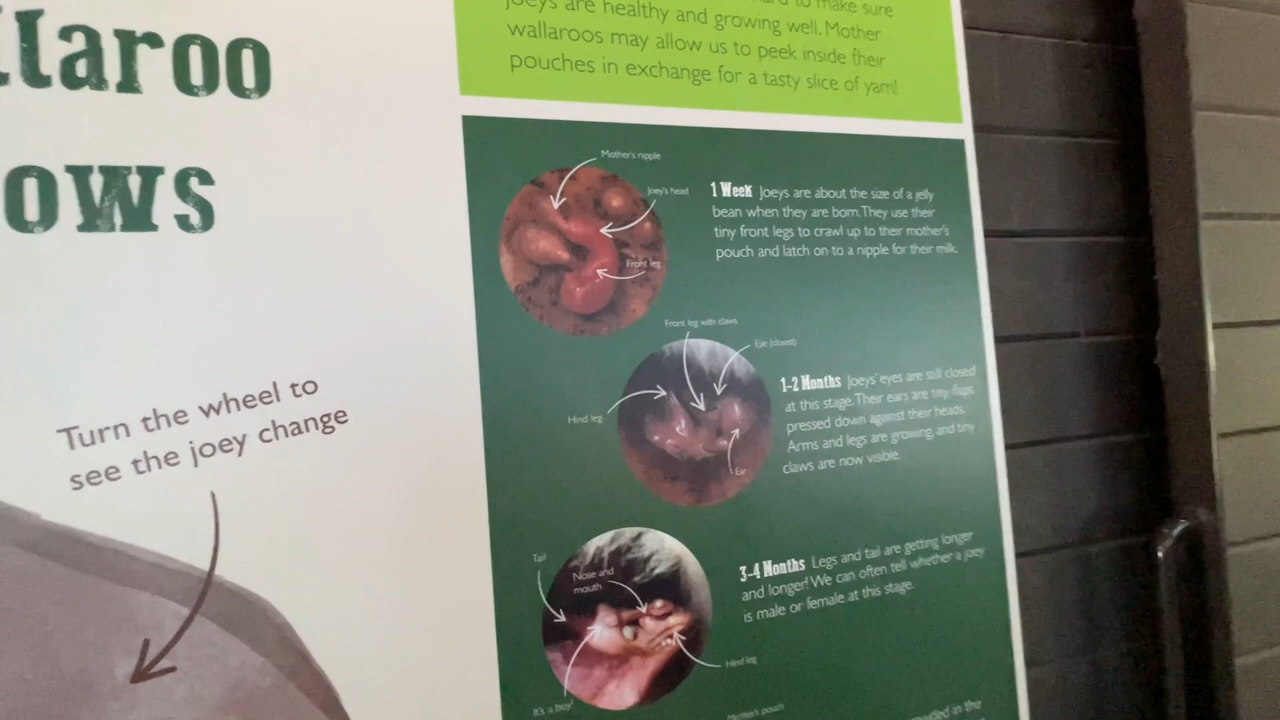 llaroo
ows
Turn the wheel to
see the joey change
to make sure
joeys are healthy and growing well. Mother
wallaroos may allow us to peek inside their
pouches in exchange for a tasty slice of yam!
Mother's nipple
Joey's head
Front leg
1 Week Joeys are about the size of a jelly
bean when they are born. They use their
tiny front legs to crawl up to their mother's
pouch and latch on to a nipple for their milk.
Front leg with claws
Eye (closed)
Hind leg
Ear
1-2 Months Joeys' eyes are still closed
at this stage. Their ears are tiny flaps
pressed down against their heads.
Arms and legs are growing, and tiny
claws are now visible.
Tail
Nose and
mouth
Hind leg
It's a boy!
3-4 Months Legs and tail are getting longer
and longer! We can often tell whether a joey
is male or female at this stage.
Mother's pouch
in the